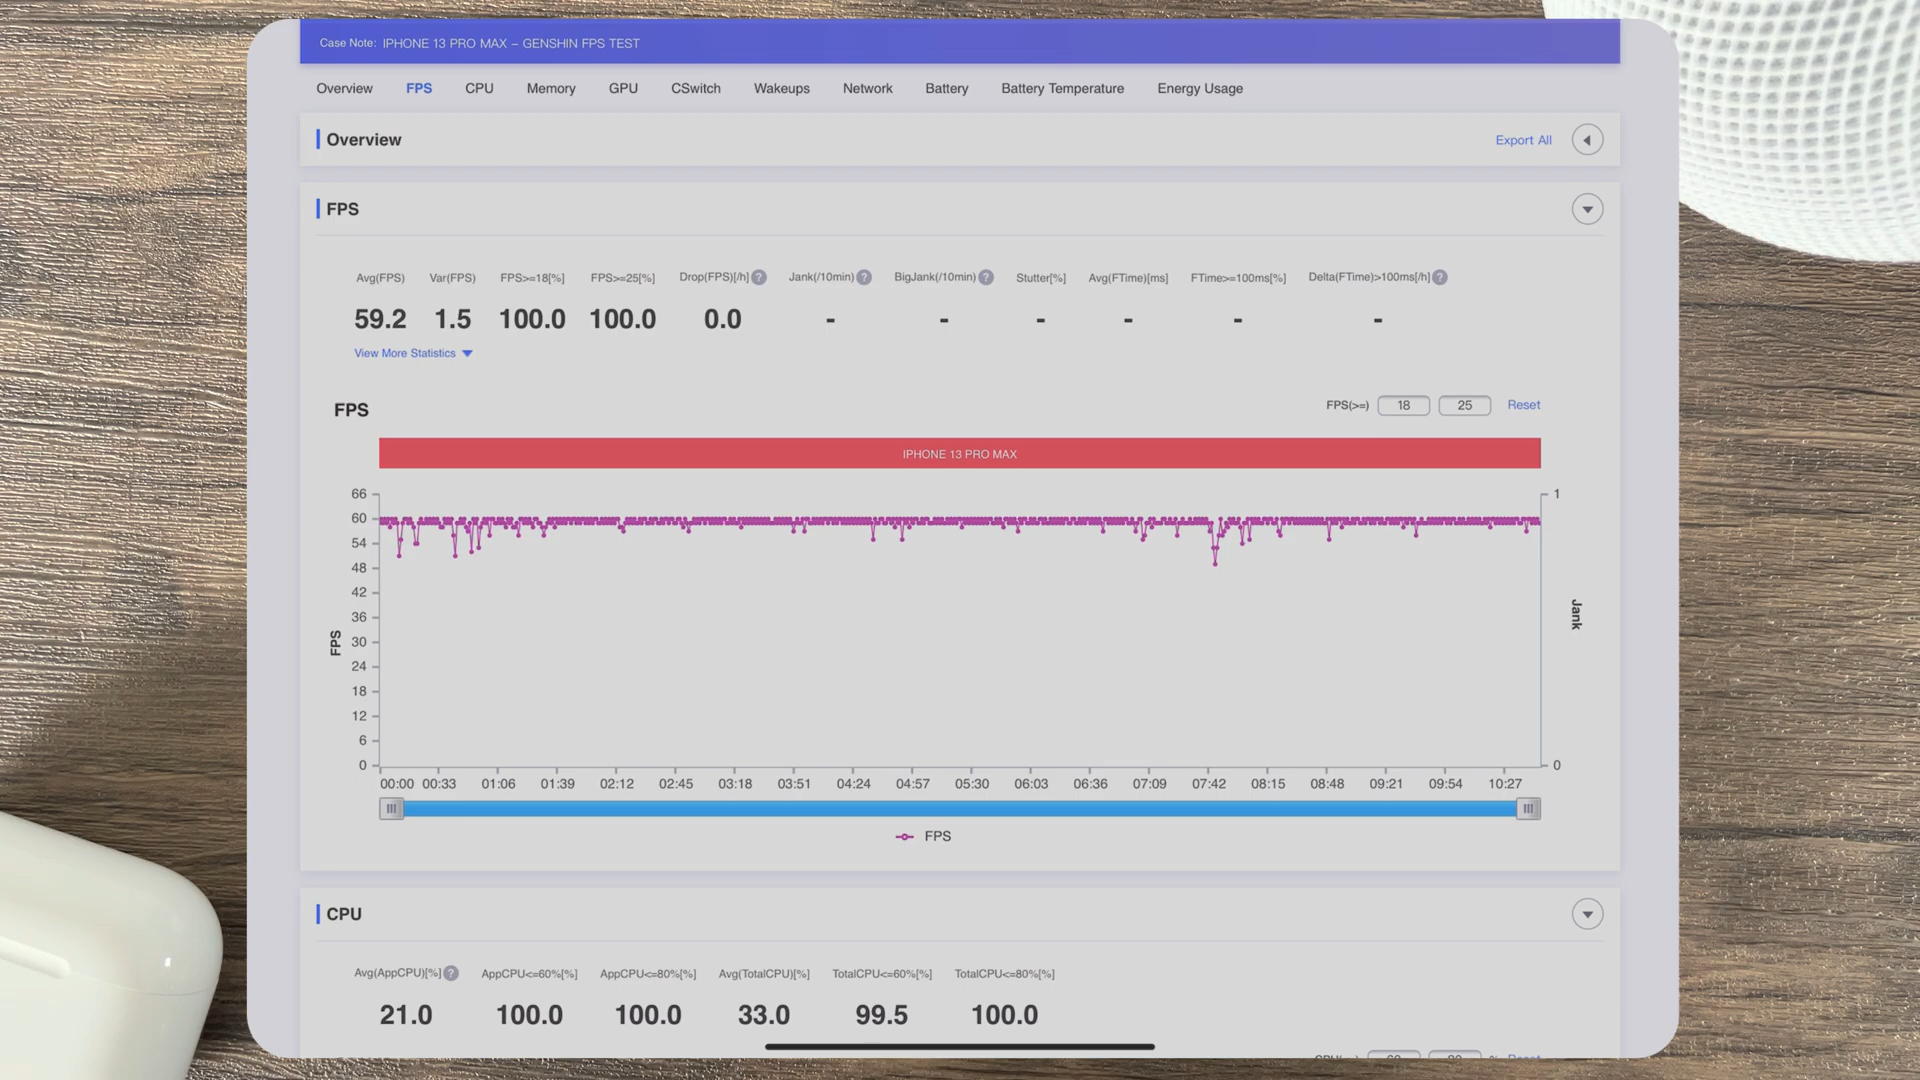 Case Note: IPHONE 13 PRO MAX – GENSHIN FPS TEST
Overview FPS CPU Memory GPU CSwitch Wakeups Network Battery Battery Temperature Energy Usage
Overview Export All
FPS
Avg(FPS) Var(FPS) FPS>=18[%] FPS>=25[%] Drop(FPS)[/h] ? Jank(/10min) ? BigJank(/10min) ? Stutter[%] Avg(FTime)[ms] FTime>=100ms[%] Delta(FTime)>100ms[/h] ?
59.2 1.5 100.0 100.0 0.0 - - - - - -
View More Statistics
FPS FPS(>=) 18 25 Reset
IPHONE 13 PRO MAX
66 1
60
54
48
42
36
30
24
18
12
6
0 0
FPS
Jank
00:00 00:33 01:06 01:39 02:12 02:45 03:18 03:51 04:24 04:57 05:30 06:03 06:36 07:09 07:42 08:15 08:48 09:21 09:54 10:27
FPS
CPU
Avg(AppCPU)[%] ? AppCPU<=60%[%] AppCPU<=80%[%] Avg(TotalCPU)[%] TotalCPU<=60%[%] TotalCPU<=80%[%]
21.0 100.0 100.0 33.0 99.5 100.0